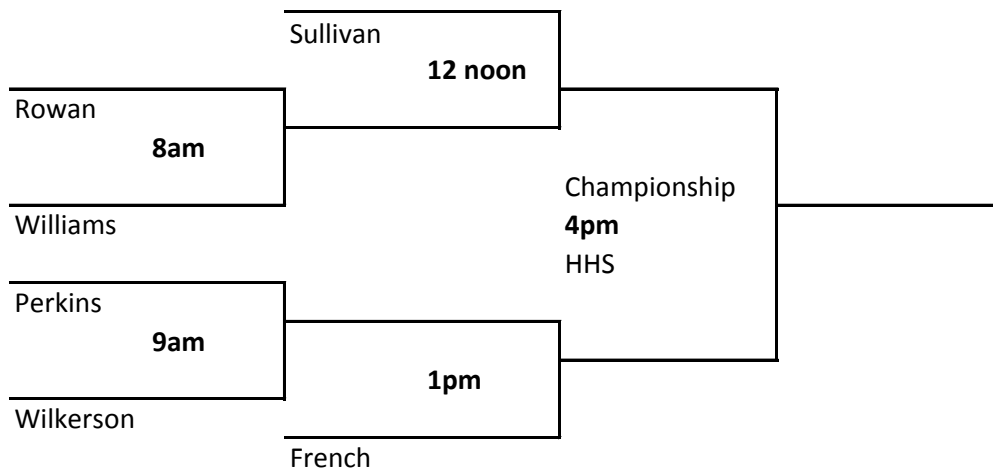 Sullivan
12 noon
Rowan
8am
Williams
Championship
4pm
HHS
Perkins
9am
Wilkerson
1pm
French